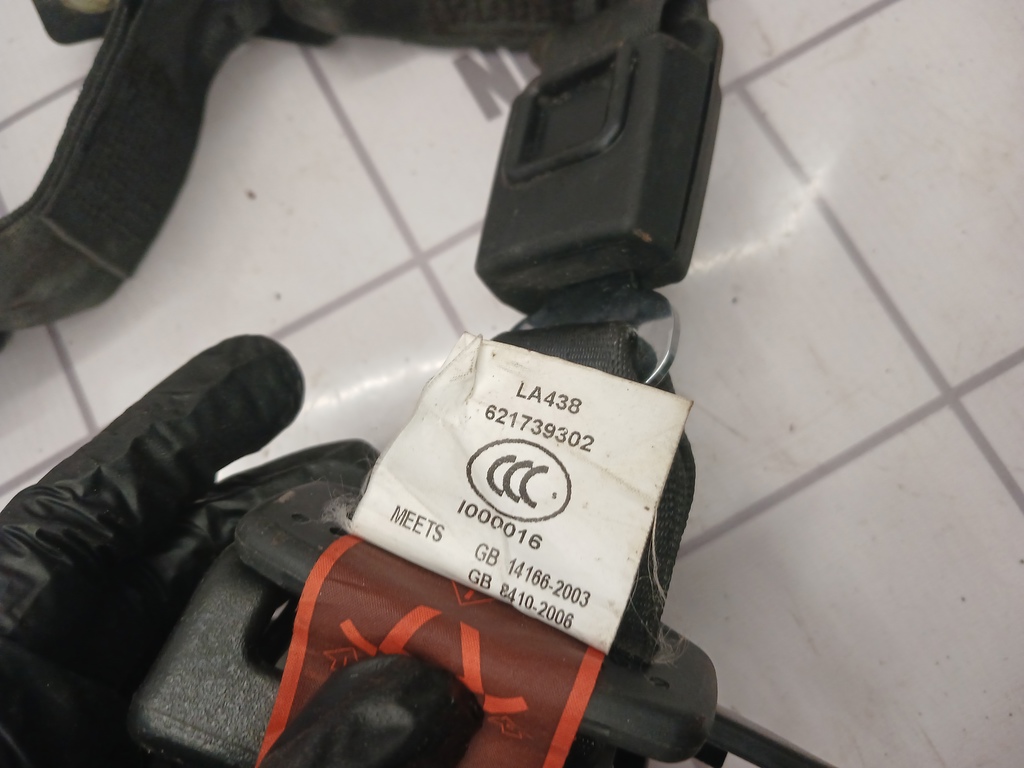 LA438
621739302
CCC
I000016
MEETS GB 14166-2003
GB 8410-2006